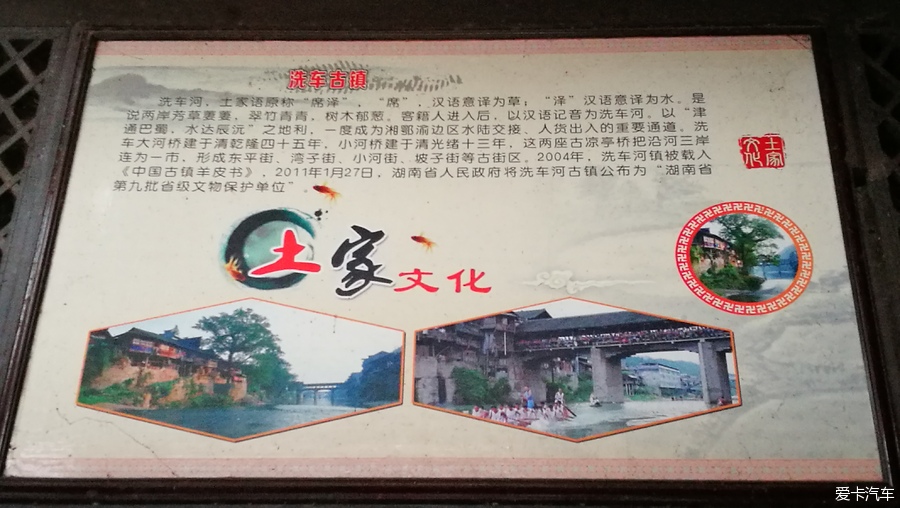 洗车古镇
洗车河，土家语原称“席泽”，“席”，汉语意译为草；“泽”汉语意译为水。是
说两岸芳草萋萋，翠竹青青，树木郁葱。客籍人进入后，以汉语记音为洗车河。以“津
通巴蜀，水达辰沅”之地利，一度成为湘鄂渝边区水陆交接、人货出入的重要通道。洗
车大河桥建于清乾隆四十五年，小河桥建于清光绪十三年，这两座古凉亭桥把沿河三岸
连为一市，形成东平街、湾子街、小河街、坡子街等古街区。2004年，洗车河镇被载入
《中国古镇羊皮书》，2011年1月27日，湖南省人民政府将洗车河古镇公布为“湖南省
第九批省级文物保护单位”
土家
文化
土家文化
爱卡汽车